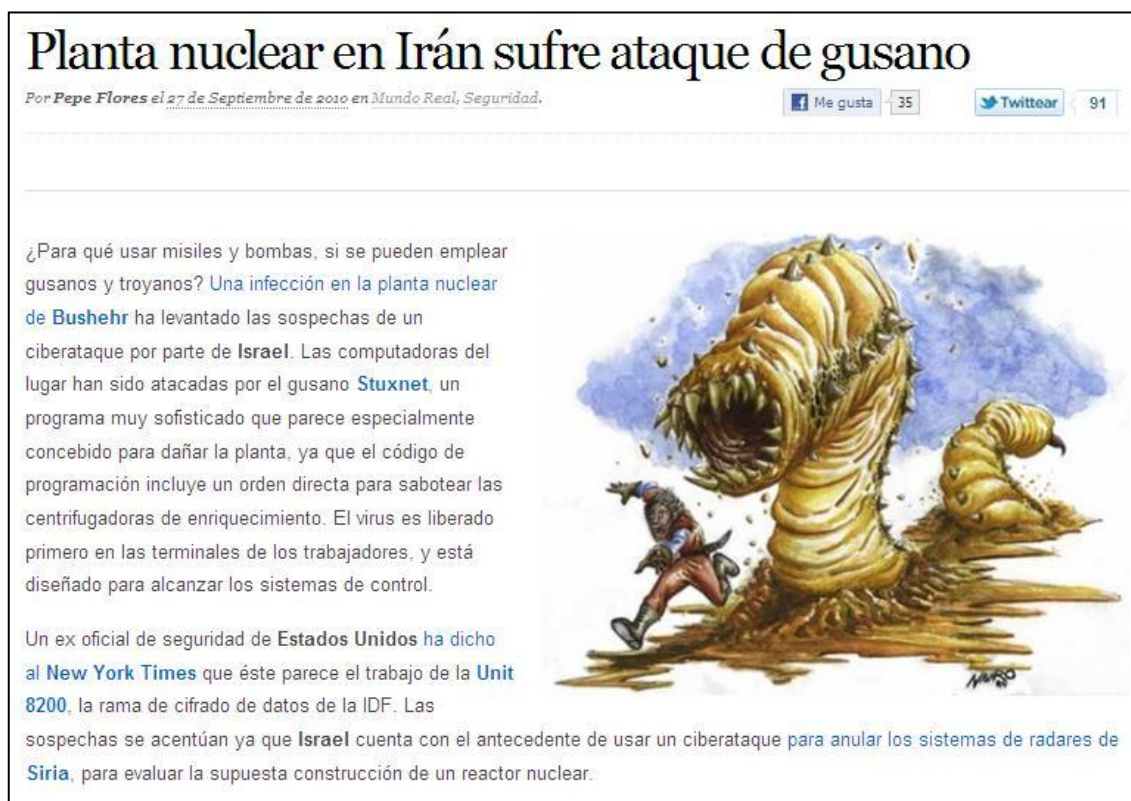 Planta nuclear en Irán sufre ataque de gusano
Por Pepe Flores el 27 de Septiembre de 2010 en Mundo Real, Seguridad.
Me gusta 35 Twittear 91
¿Para qué usar misiles y bombas, si se pueden emplear
gusanos y troyanos? Una infección en la planta nuclear
de Bushehr ha levantado las sospechas de un
ciberataque por parte de Israel. Las computadoras del
lugar han sido atacadas por el gusano Stuxnet, un
programa muy sofisticado que parece especialmente
concebido para dañar la planta, ya que el código de
programación incluye un orden directa para sabotear las
centrifugadoras de enriquecimiento. El virus es liberado
primero en las terminales de los trabajadores, y está
diseñado para alcanzar los sistemas de control.
Un ex oficial de seguridad de Estados Unidos ha dicho
al New York Times que éste parece el trabajo de la Unit
8200, la rama de cifrado de datos de la IDF. Las
sospechas se acentúan ya que Israel cuenta con el antecedente de usar un ciberataque para anular los sistemas de radares de
Siria, para evaluar la supuesta construcción de un reactor nuclear.